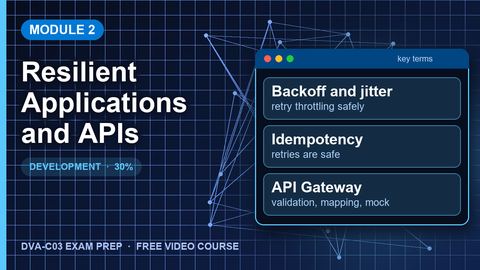 MODULE 2
Resilient
Applications
and APIs
DEVELOPMENT · 30%
key terms
Backoff and jitter
retry throttling safely
Idempotency
retries are safe
API Gateway
validation, mapping, mock
DVA-C03 EXAM PREP · FREE VIDEO COURSE